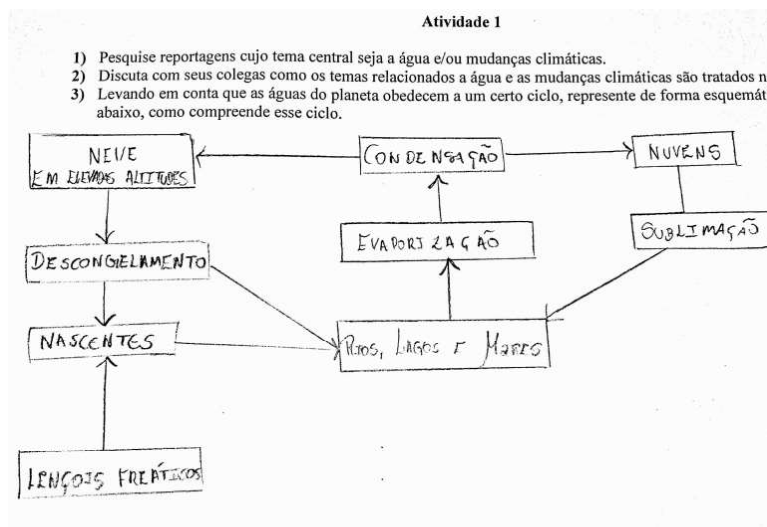 Atividade 1
1) Pesquise reportagens cujo tema central seja a água e/ou mudanças climáticas.
2) Discuta com seus colegas como os temas relacionados a água e as mudanças climáticas são tratados n
3) Levando em conta que as águas do planeta obedecem a um certo ciclo, represente de forma esquemát
abaixo, como compreende esse ciclo.
NEVE
EM ELEVADAS ALTITUDES
CONDENSAÇÃO
NUVENS
EVAPORIZAÇÃO
SUBLIMAÇÃO
DESCONGELAMENTO
NASCENTES
RIOS, LAGOS E MARES
LENÇOIS FREÁTICOS